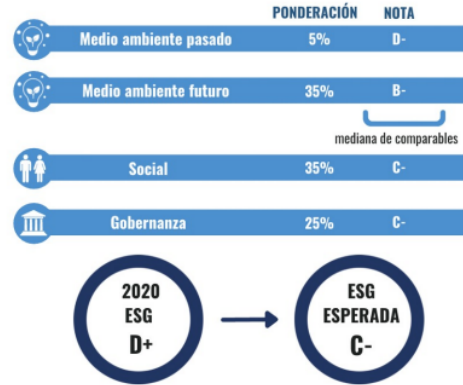 PONDERACIÓN NOTA
Medio ambiente pasado 5% D-
Medio ambiente futuro 35% B-
mediana de comparables
Social 35% C-
Gobernanza 25% C-
2020
ESG
D+
ESG
ESPERADA
C-